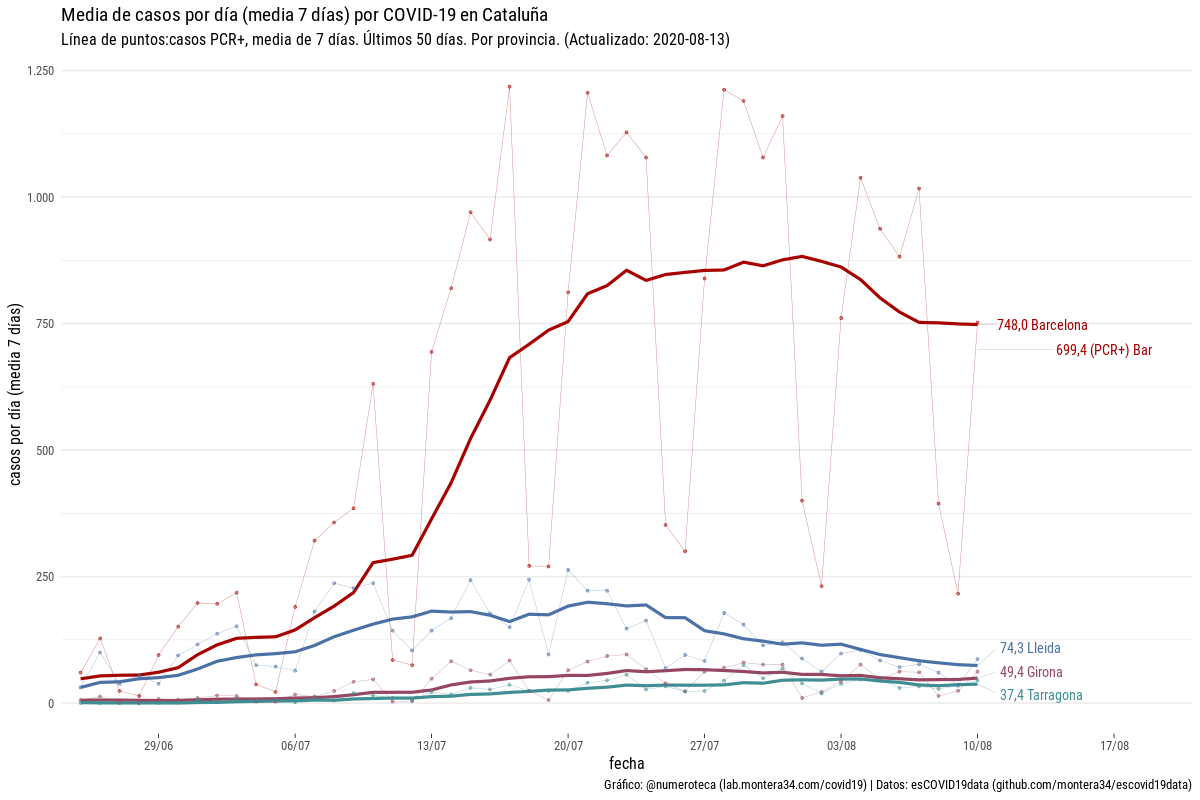 Media de casos por día (media 7 días) por COVID-19 en Cataluña
Línea de puntos:casos PCR+, media de 7 días. Últimos 50 días. Por provincia. (Actualizado: 2020-08-13)
casos por día (media 7 días)
1.250
1.000
750
500
250
0
748,0 Barcelona
699,4 (PCR+) Bar
74,3 Lleida
49,4 Girona
37,4 Tarragona
29/06 06/07 13/07 20/07 27/07 03/08 10/08 17/08
fecha
Gráfico: @numeroteca (lab.montera34.com/covid19) | Datos: esCOVID19data (github.com/montera34/escovid19data)